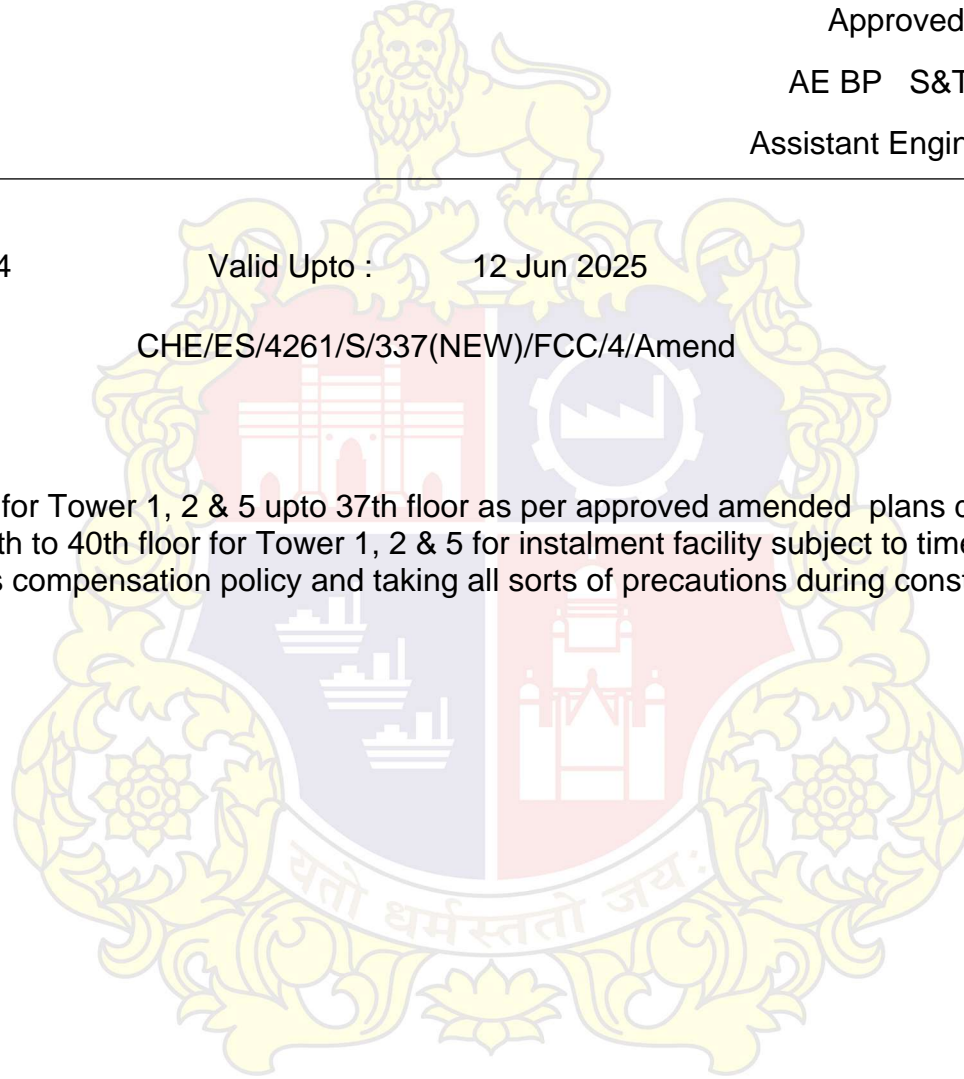 Approved
AE BP S&T
Assistant Engin
4 Valid Upto : 12 Jun 2025
CHE/ES/4261/S/337(NEW)/FCC/4/Amend
for Tower 1, 2 & 5 upto 37th floor as per approved amended plans
th to 40th floor for Tower 1, 2 & 5 for instalment facility subject to time
s compensation policy and taking all sorts of precautions during const
यतो धर्मस्ततो जय: